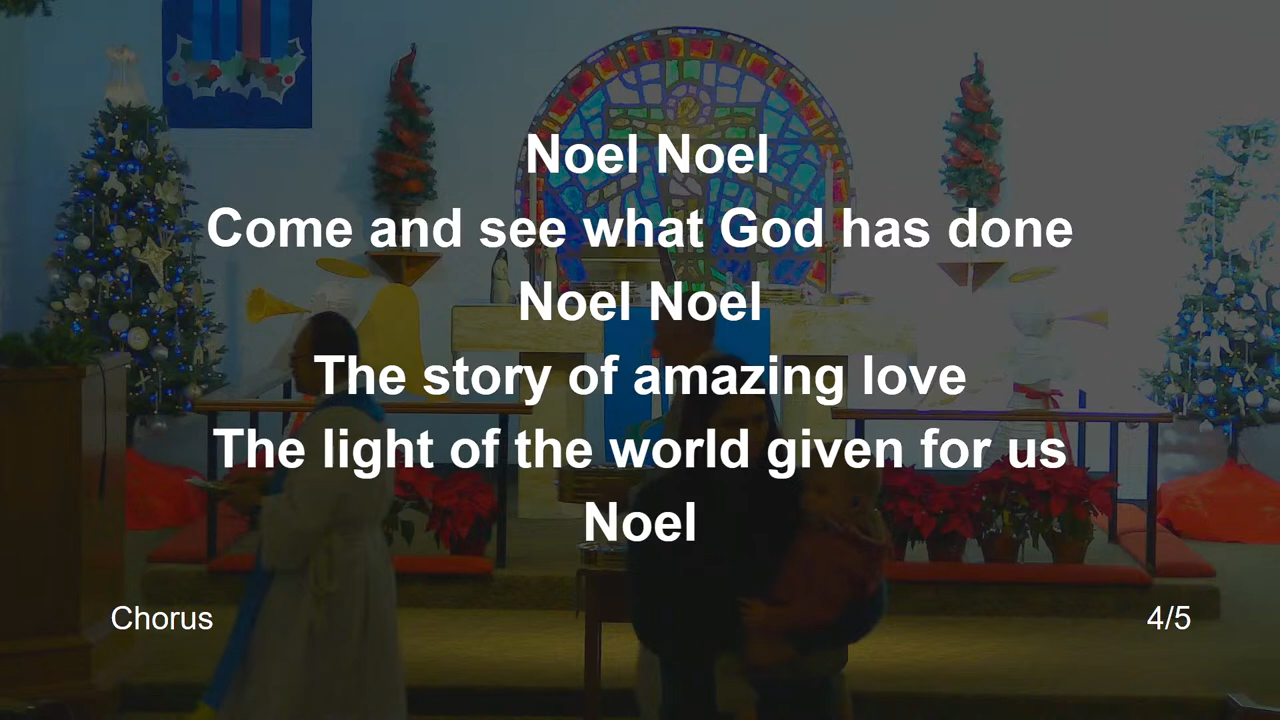 Noel Noel
Come and see what God has done
Noel Noel
The story of amazing love
The light of the world given for us
Noel
Chorus
4/5